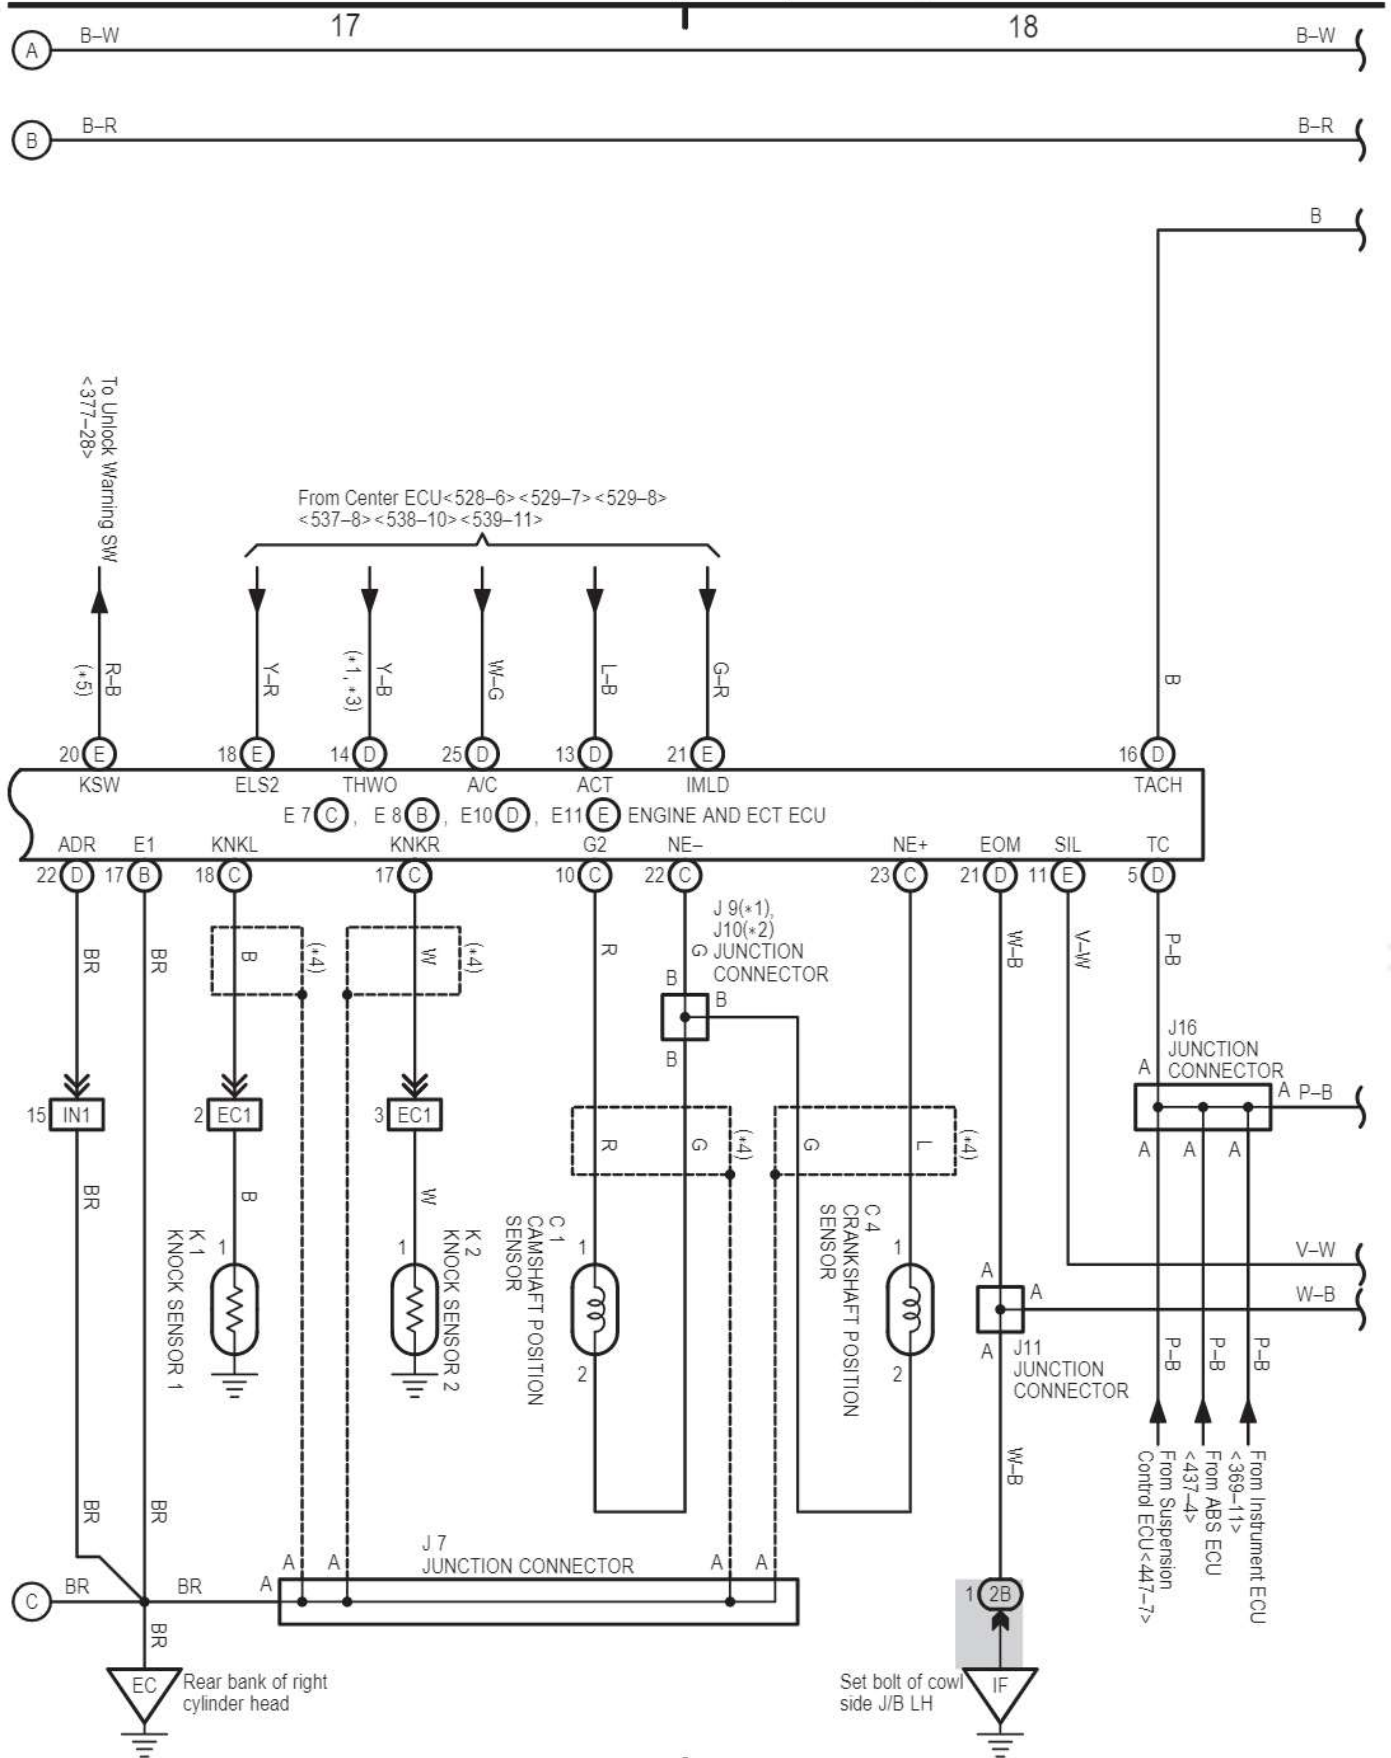 17
18
A
B–W
B–W
B
B–R
B–R
B
To Unlock Warning SW
<377–28>
From Center ECU<528–6><529–7><529–8>
<537–8><538–10><539–11>
R–B
(*5)
Y–R
Y–B
(*1, *3)
W–G
L–B
G–R
B
20 E
18 E
14 D
25 D
13 D
21 E
16 D
KSW
ELS2
THWO
A/C
ACT
IMLD
TACH
E 7 C , E 8 B , E10 D , E11 E ENGINE AND ECT ECU
ADR
E1
KNKL
KNKR
G2
NE–
NE+
EOM
SIL
TC
22 D
17 B
18 C
17 C
10 C
22 C
23 C
21 D
11 E
5 D
J 9(*1),
J10(*2)
JUNCTION
CONNECTOR
BR
BR
B
(*4)
W
(*4)
R
G
W–B
V–W
P–B
B
B
B
J16
JUNCTION
CONNECTOR
A
A P–B
15 IN1
2 EC1
3 EC1
R
G
(*4)
G
L
(*4)
A
A
A
BR
B
W
K 1
KNOCK SENSOR 1
1
K 2
KNOCK SENSOR 2
1
C 1
CAMSHAFT POSITION
SENSOR
1
2
C 4
CRANKSHAFT POSITION
SENSOR
1
2
V–W
W–B
A
A
A
J11
JUNCTION
CONNECTOR
P–B
P–B
P–B
W–B
From Suspension
Control ECU<447–7>
From ABS ECU
<437–4>
From Instrument ECU
<369–11>
BR
BR
J 7
JUNCTION CONNECTOR
A
A
A
A
C
BR
BR
A
BR
1 2B
EC
Rear bank of right
cylinder head
Set bolt of cowl
side J/B LH
IF